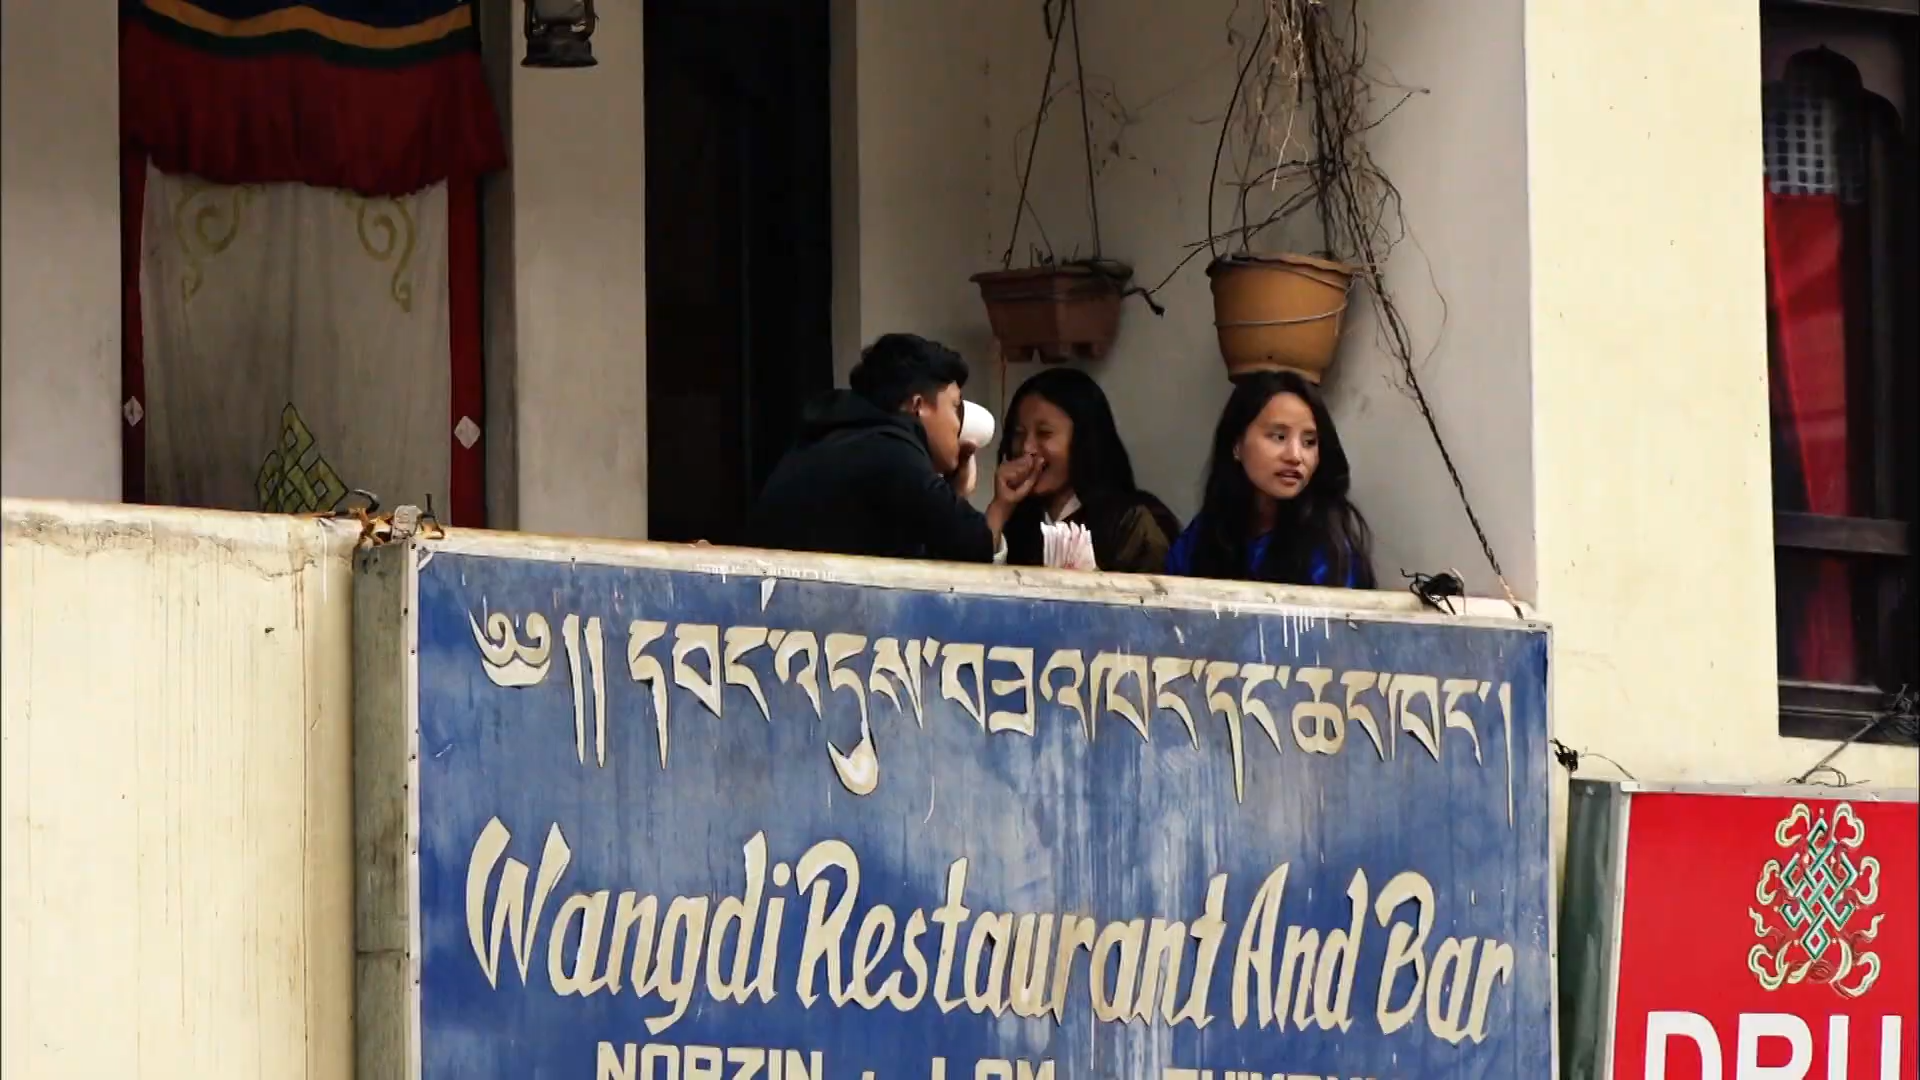 ༄།། དབང་འདུས་བཟའ་ཁང་དང་ཆང་ཁང་།
Wangdi Restaurant And Bar
NORZIN LAM
DRU